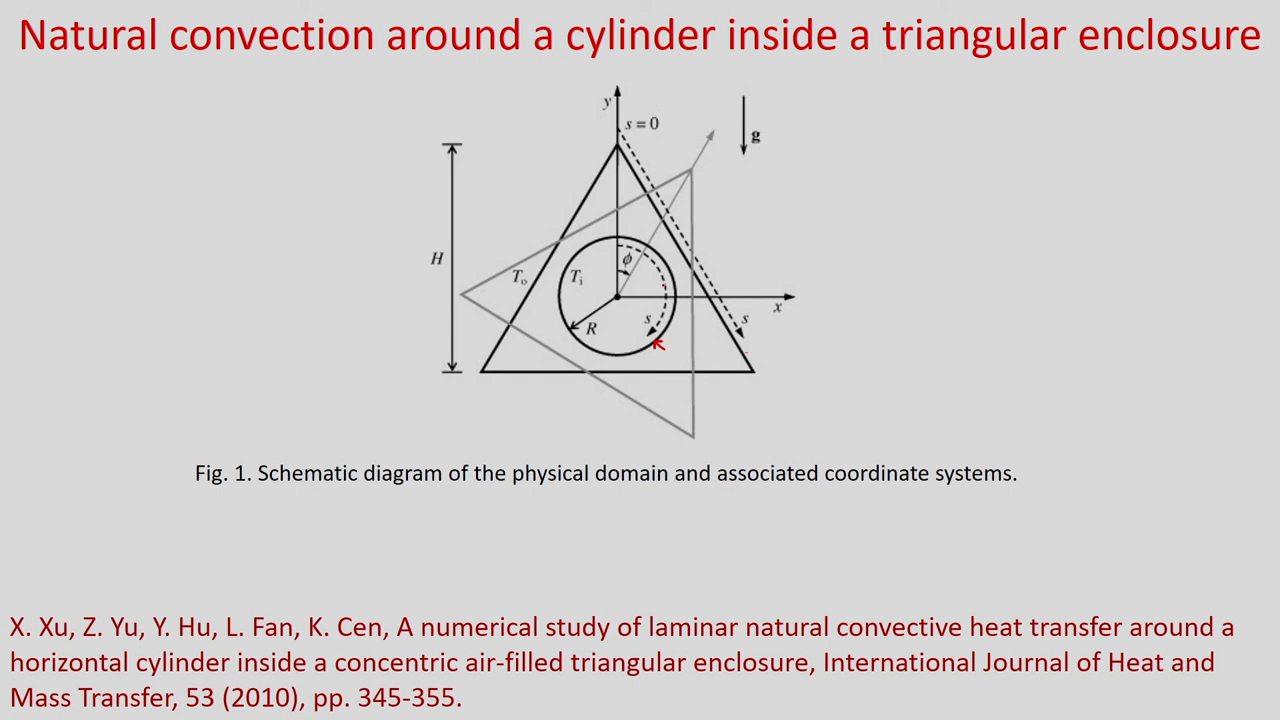 Natural convection around a cylinder inside a triangular enclosure
y
s = 0
g
H
ϕ
T₀
Tᵢ
x
s
s
R
Fig. 1. Schematic diagram of the physical domain and associated coordinate systems.
X. Xu, Z. Yu, Y. Hu, L. Fan, K. Cen, A numerical study of laminar natural convective heat transfer around a
horizontal cylinder inside a concentric air-filled triangular enclosure, International Journal of Heat and
Mass Transfer, 53 (2010), pp. 345-355.